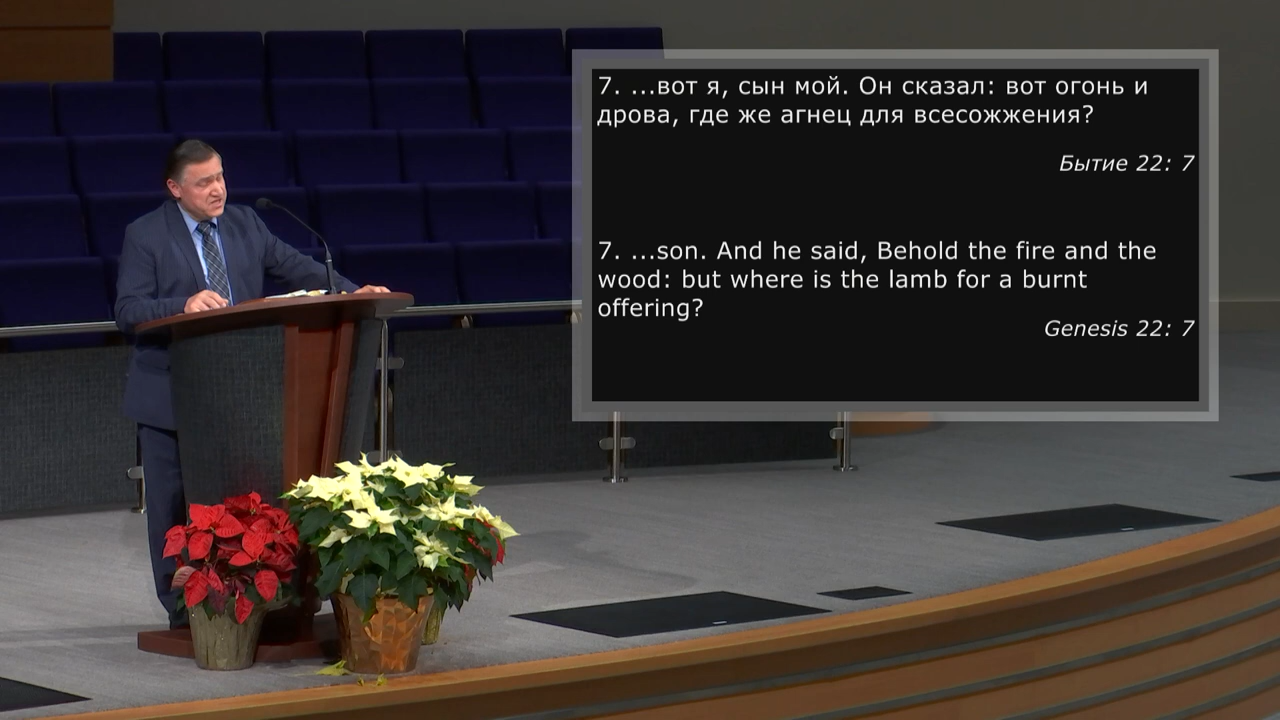 7. ...вот я, сын мой. Он сказал: вот огонь и
дрова, где же агнец для всесожжения?
Бытие 22: 7
7. ...son. And he said, Behold the fire and the
wood: but where is the lamb for a burnt
offering?
Genesis 22: 7